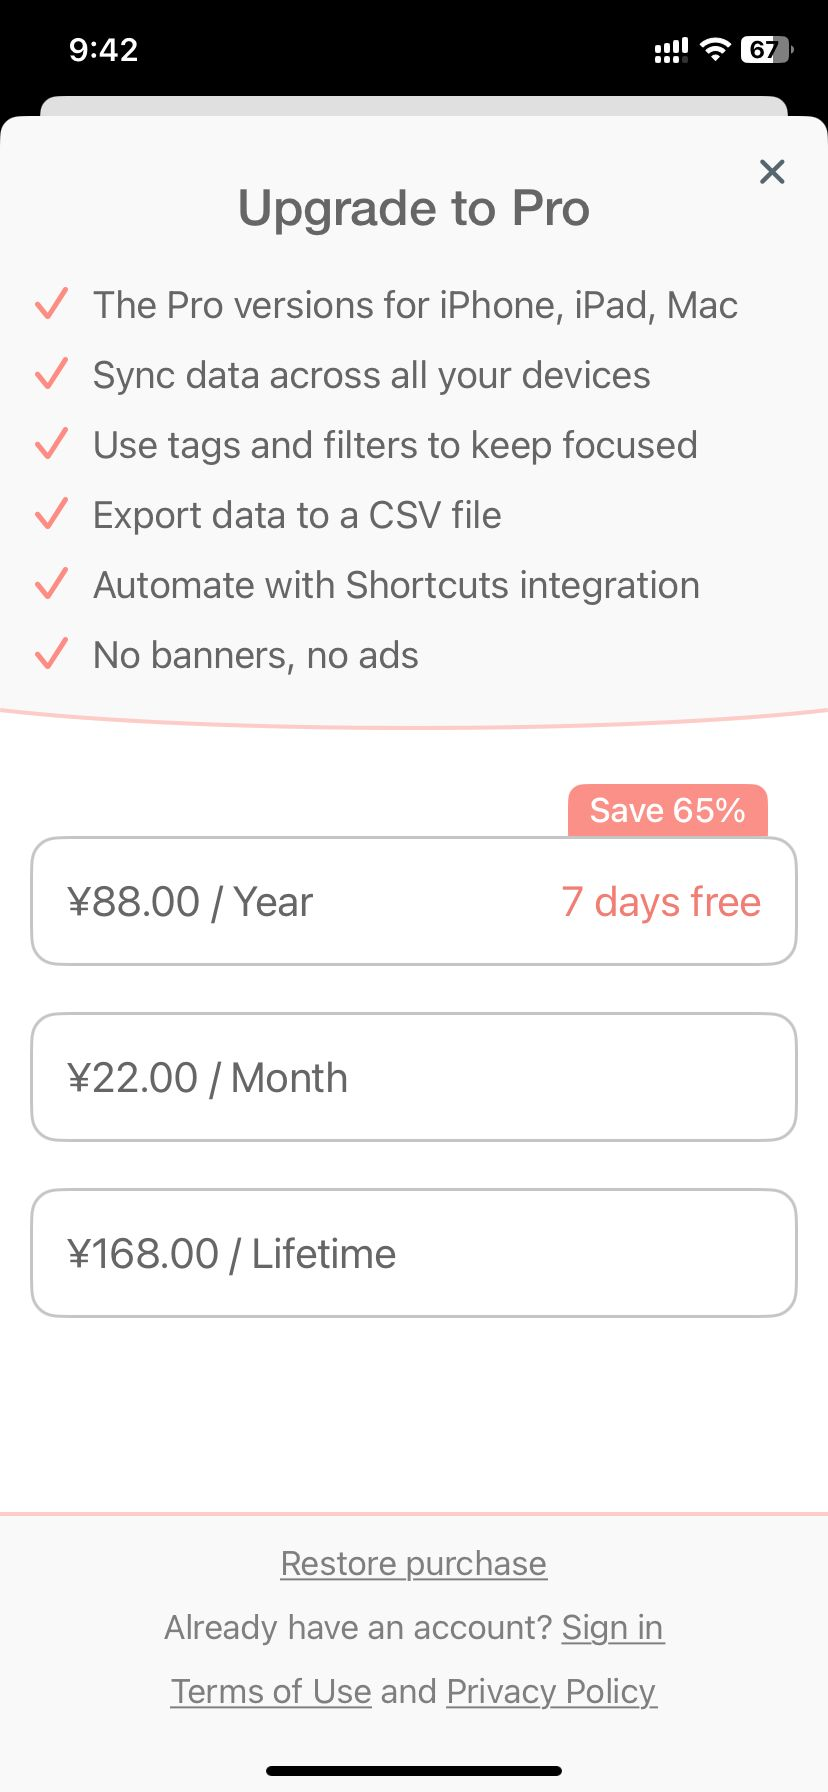 9:42
67
Upgrade to Pro
The Pro versions for iPhone, iPad, Mac
Sync data across all your devices
Use tags and filters to keep focused
Export data to a CSV file
Automate with Shortcuts integration
No banners, no ads
Save 65%
¥88.00 / Year 7 days free
¥22.00 / Month
¥168.00 / Lifetime
Restore purchase
Already have an account? Sign in
Terms of Use and Privacy Policy